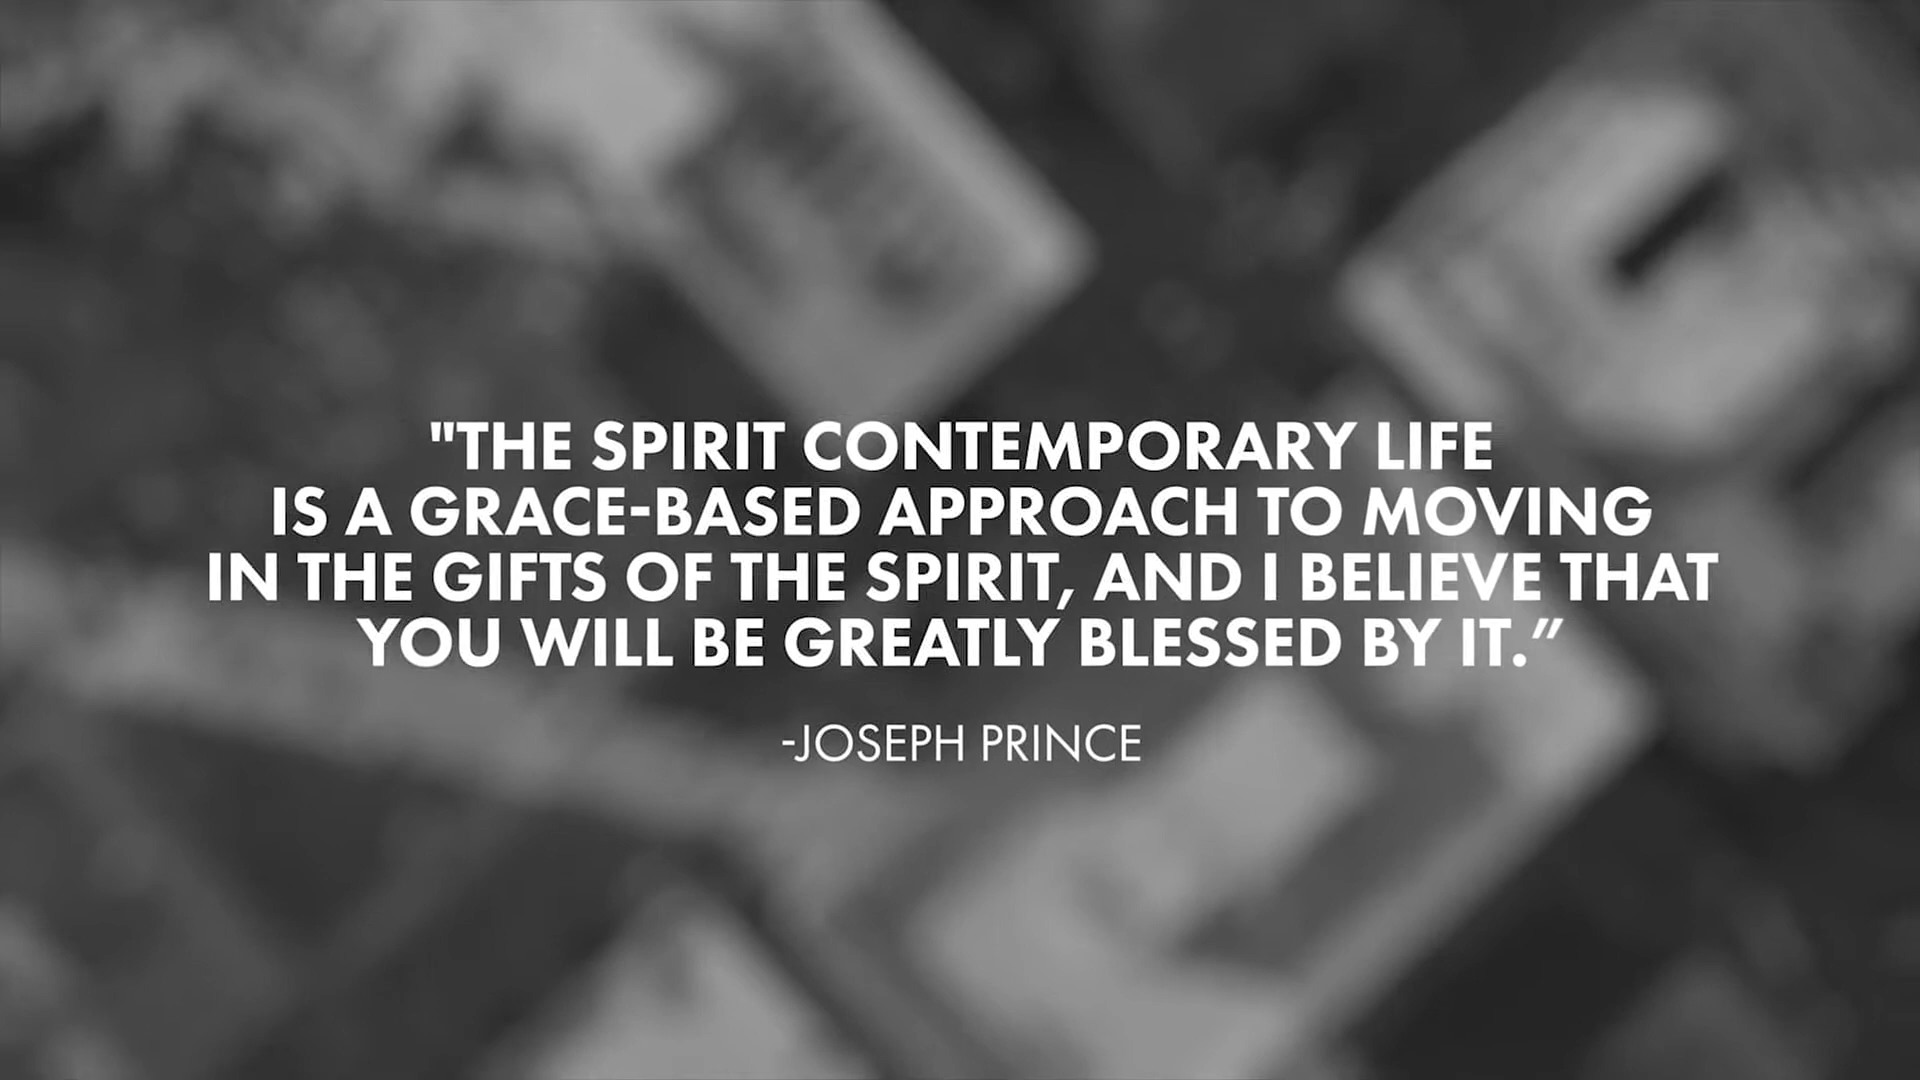 "THE SPIRIT CONTEMPORARY LIFE
IS A GRACE-BASED APPROACH TO MOVING
IN THE GIFTS OF THE SPIRIT, AND I BELIEVE THAT
YOU WILL BE GREATLY BLESSED BY IT.”
-JOSEPH PRINCE